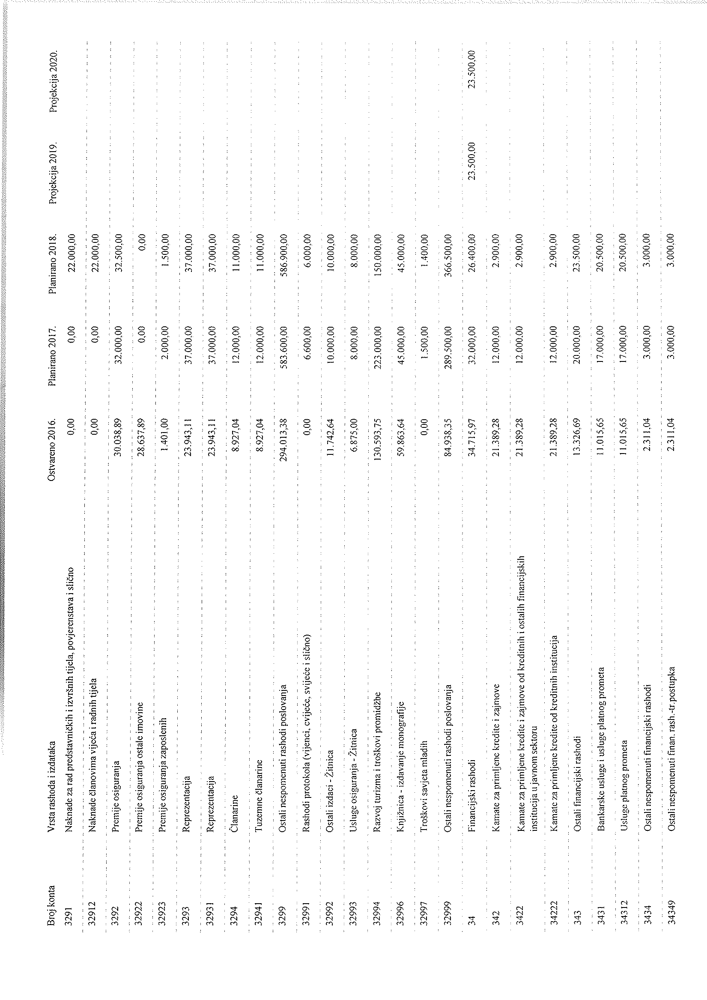 Broj konta Vrsta rashoda i izdataka Ostvareno 2016. Planirano 2017. Planirano 2018. Projekcija 2019. Projekcija 2020.
3291 Naknade za rad predstavničkih i izvršnih tijela, povjerenstava i slično 0,00 0,00 22.000,00
32912 Naknade članovima vijeća i radnih tijela 0,00 0,00 22.000,00
3292 Premije osiguranja 30.038,89 32.000,00 32.500,00
32922 Premije osiguranja ostale imovine 28.637,89 0,00 0,00
32923 Premije osiguranja zaposlenih 1.401,00 2.000,00 1.500,00
3293 Reprezentacija 23.943,11 37.000,00 37.000,00
32931 Reprezentacija 23.943,11 37.000,00 37.000,00
3294 Članarine 8.927,04 12.000,00 11.000,00
32941 Tuzemne članarine 8.927,04 12.000,00 11.000,00
3299 Ostali nespomenuti rashodi poslovanja 294.013,38 583.600,00 586.900,00
32991 Rashodi protokola (vijenci, cvijeće, svijeće i slično) 0,00 6.600,00 6.000,00
32992 Ostali izdaci - Žitnica 11.742,64 10.000,00 10.000,00
32993 Usluge osiguranja - Žitnica 6.875,00 8.000,00 8.000,00
32994 Razvoj turizma i troškovi promidžbe 130.593,75 223.000,00 150.000,00
32996 Knjižnica - izdavanje monografije 59.863,64 45.000,00 45.000,00
32997 Troškovi savjeta mladih 0,00 1.500,00 1.400,00
32999 Ostali nespomenuti rashodi poslovanja 84.938,35 289.500,00 366.500,00
34 Financijski rashodi 34.715,97 32.000,00 26.400,00 23.500,00 23.500,00
342 Kamate za primljene kredite i zajmove 21.389,28 12.000,00 2.900,00
3422 Kamate za primljene kredite i zajmove od kreditnih i ostalih financijskih 21.389,28 12.000,00 2.900,00
institucija u javnom sektoru
34222 Kamate za primljene kredite od kreditnih institucija 21.389,28 12.000,00 2.900,00
343 Ostali financijski rashodi 13.326,69 20.000,00 23.500,00
3431 Bankarske usluge i usluge platnog prometa 11.015,65 17.000,00 20.500,00
34312 Usluge platnog prometa 11.015,65 17.000,00 20.500,00
3434 Ostali nespomenuti financijski rashodi 2.311,04 3.000,00 3.000,00
34349 Ostali nespomenuti finan. rash.-tr.postupka 2.311,04 3.000,00 3.000,00